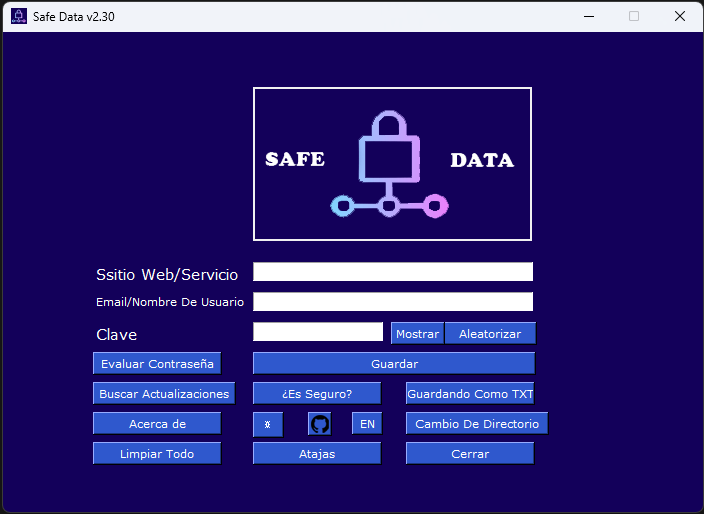 Safe Data v2.30
SAFE DATA
Ssitio Web/Servicio
Email/Nombre De Usuario
Clave Mostrar Aleatorizar
Evaluar Contraseña Guardar
Buscar Actualizaciones ¿Es Seguro? Guardando Como TXT
Acerca de EN Cambio De Directorio
Limpiar Todo Atajas Cerrar